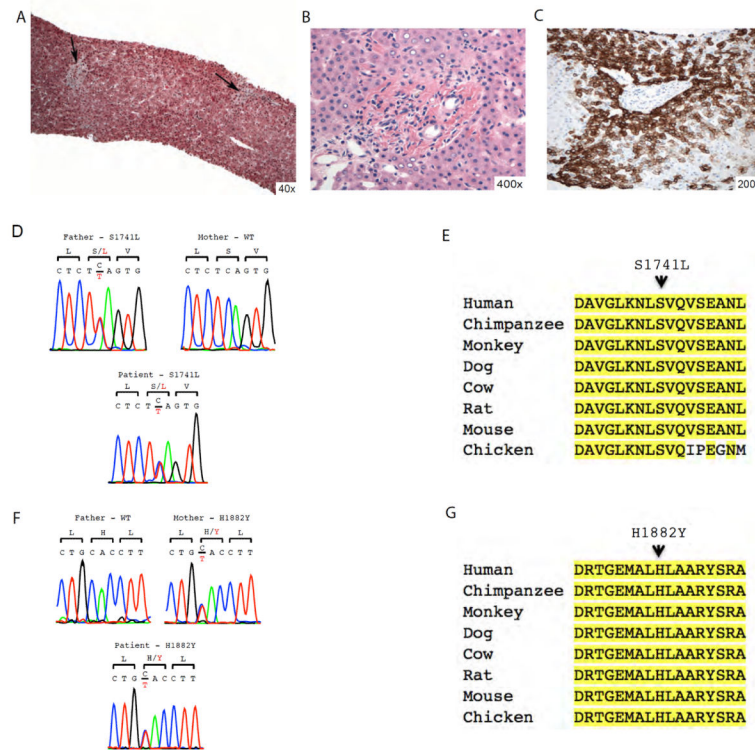 A
B
C
40x
400x
200
D
Father - S1741L
Mother - WT
L S/L V
L S V
C T C T C A G T G
T
C T C T C A G T G
Patient - S1741L
L S/L V
C T C T C A G T G
T
E
S1741L
Human DAVGLKNLSVQVSEANL
Chimpanzee DAVGLKNLSVQVSEANL
Monkey DAVGLKNLSVQVSEANL
Dog DAVGLKNLSVQVSEANL
Cow DAVGLKNLSVQVSEANL
Rat DAVGLKNLSVQVSEANL
Mouse DAVGLKNLSVQVSEANL
Chicken DAVGLKNLSVQIPEGNM
F
Father - WT
Mother - H1882Y
L H L
L H/Y L
C T G C A C C T T
C T G C A C C T T
T
Patient - H1882Y
L H/Y L
C T G C A C C T T
T
G
H1882Y
Human DRTGEMALHLAARYSRA
Chimpanzee DRTGEMALHLAARYSRA
Monkey DRTGEMALHLAARYSRA
Dog DRTGEMALHLAARYSRA
Cow DRTGEMALHLAARYSRA
Rat DRTGEMALHLAARYSRA
Mouse DRTGEMALHLAARYSRA
Chicken DRTGEMALHLAARYSRA